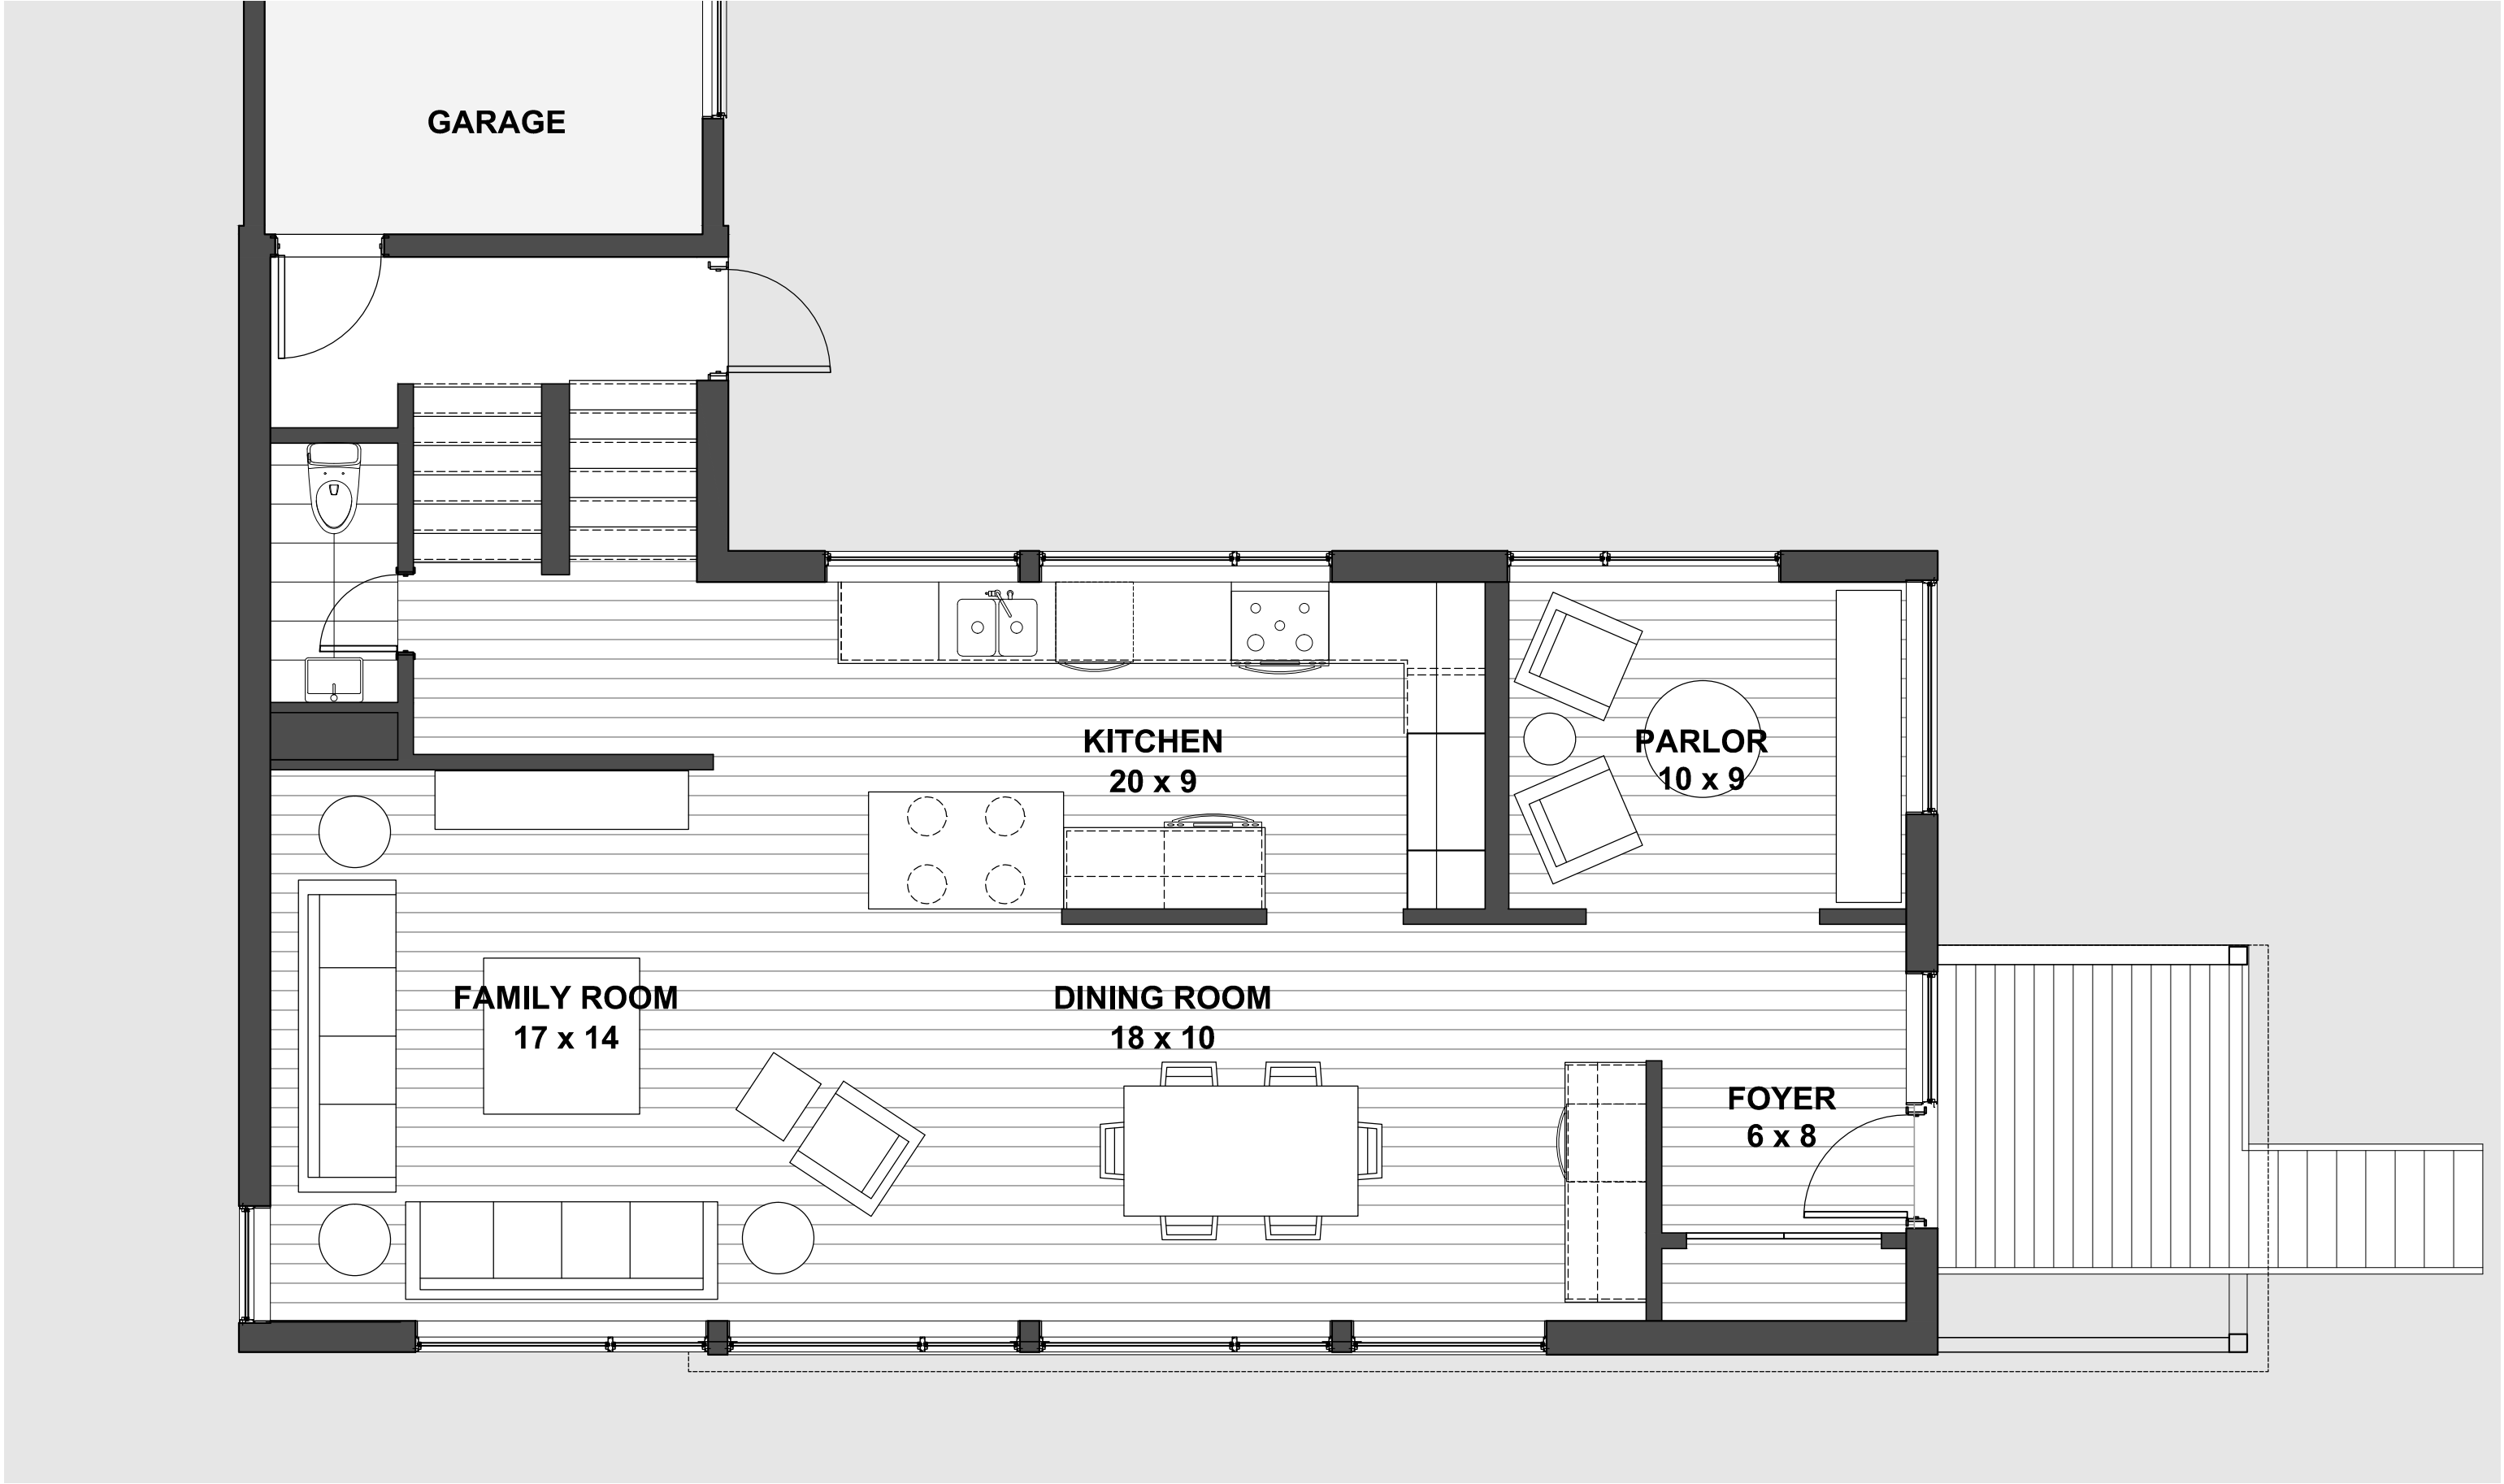 GARAGE
KITCHEN
20 x 9
PARLOR
10 x 9
FAMILY ROOM
17 x 14
DINING ROOM
18 x 10
FOYER
6 x 8